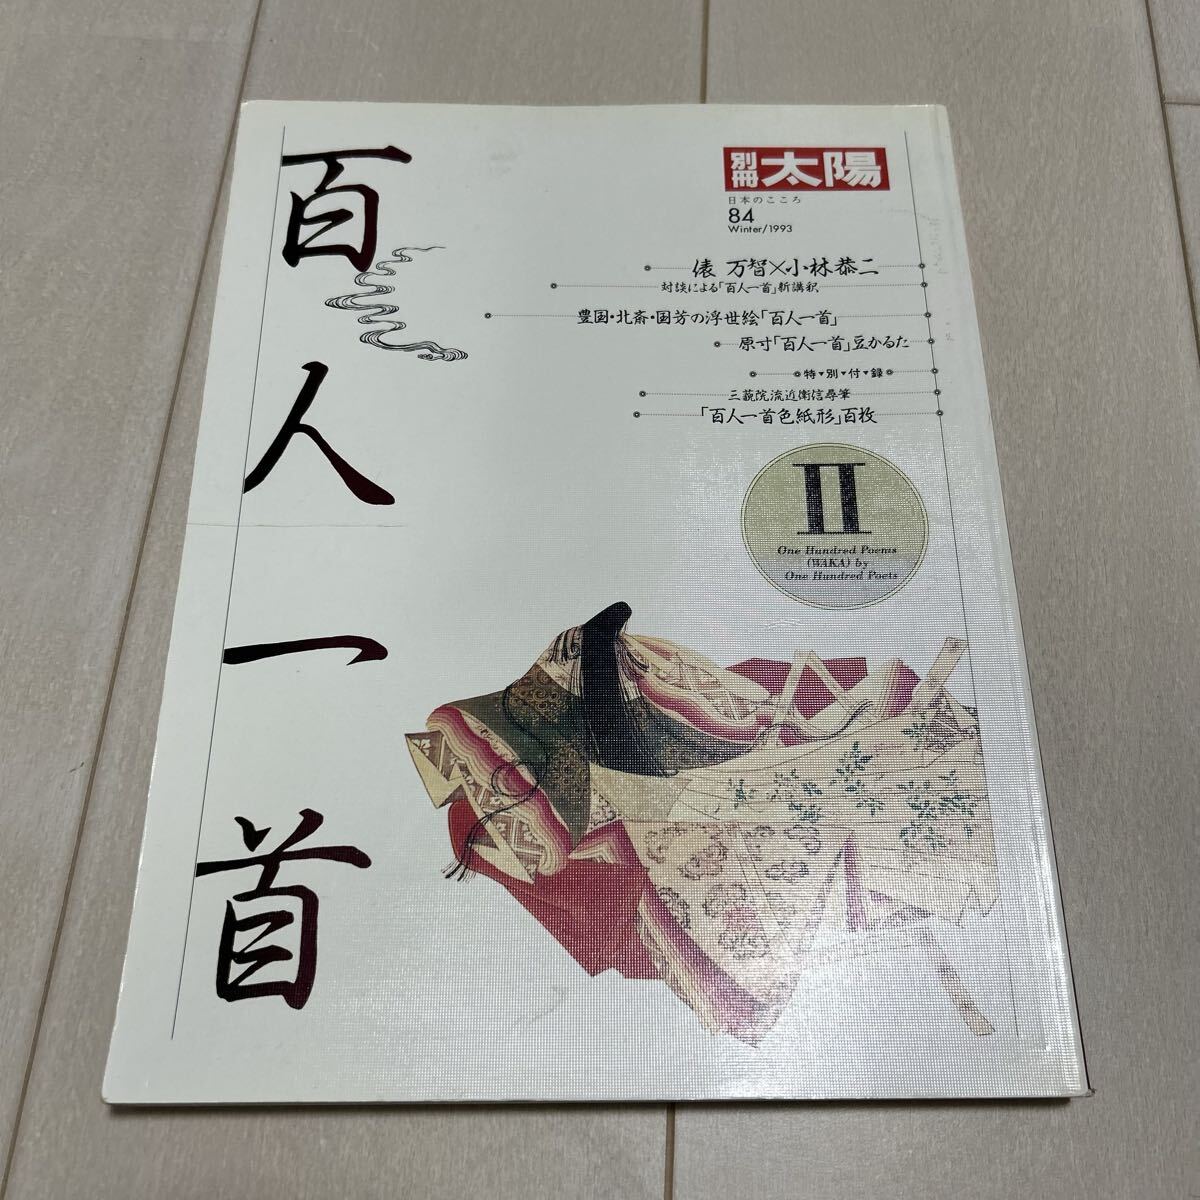 百人一首
別冊太陽
日本のこころ
84
Winter/1993
俵 万智×小林恭二
対談による「百人一首」新講釈
豊国・北斎・国芳の浮世絵「百人一首」
原寸「百人一首」豆かるた
特▾別▾付▾録
三藐院流近衛信尋筆
「百人一首色紙形」百枚
II
One Hundred Poems
(WAKA) by
One Hundred Poets